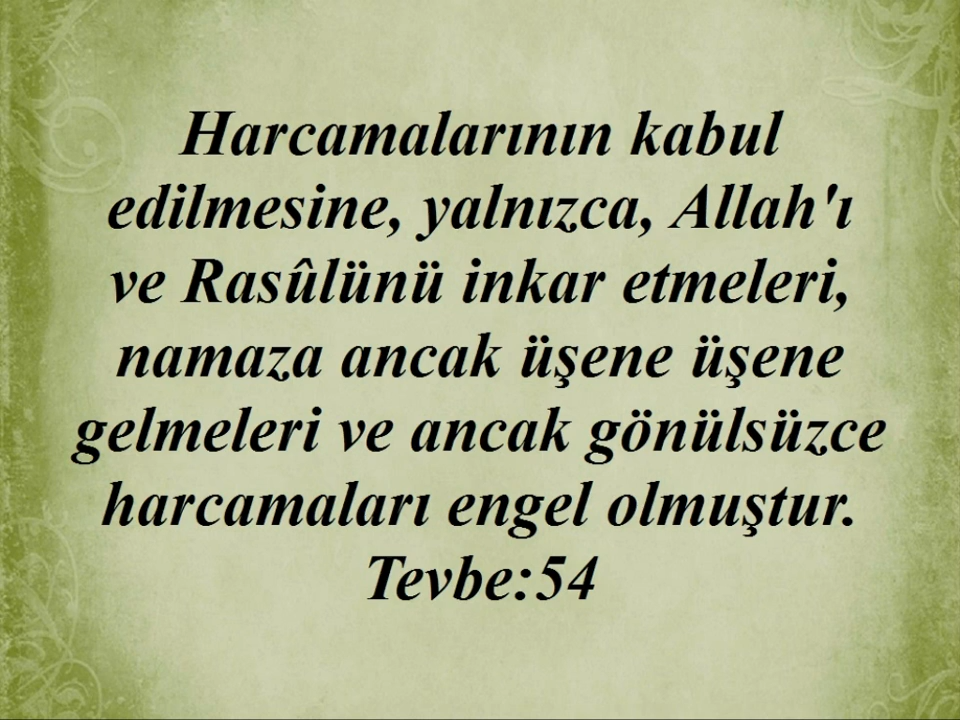 Harcamalarının kabul
edilmesine, yalnızca, Allah'ı
ve Rasûlünü inkar etmeleri,
namaza ancak üşene üşene
gelmeleri ve ancak gönülsüzce
harcamaları engel olmuştur.
Tevbe:54